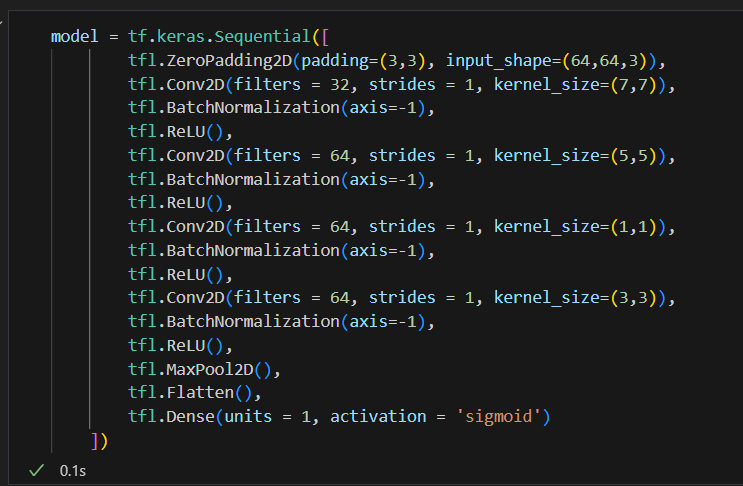 model = tf.keras.Sequential([
tfl.ZeroPadding2D(padding=(3,3), input_shape=(64,64,3)),
tfl.Conv2D(filters = 32, strides = 1, kernel_size=(7,7)),
tfl.BatchNormalization(axis=-1),
tfl.ReLU(),
tfl.Conv2D(filters = 64, strides = 1, kernel_size=(5,5)),
tfl.BatchNormalization(axis=-1),
tfl.ReLU(),
tfl.Conv2D(filters = 64, strides = 1, kernel_size=(1,1)),
tfl.BatchNormalization(axis=-1),
tfl.ReLU(),
tfl.Conv2D(filters = 64, strides = 1, kernel_size=(3,3)),
tfl.BatchNormalization(axis=-1),
tfl.ReLU(),
tfl.MaxPool2D(),
tfl.Flatten(),
tfl.Dense(units = 1, activation = 'sigmoid')
])
0.1s